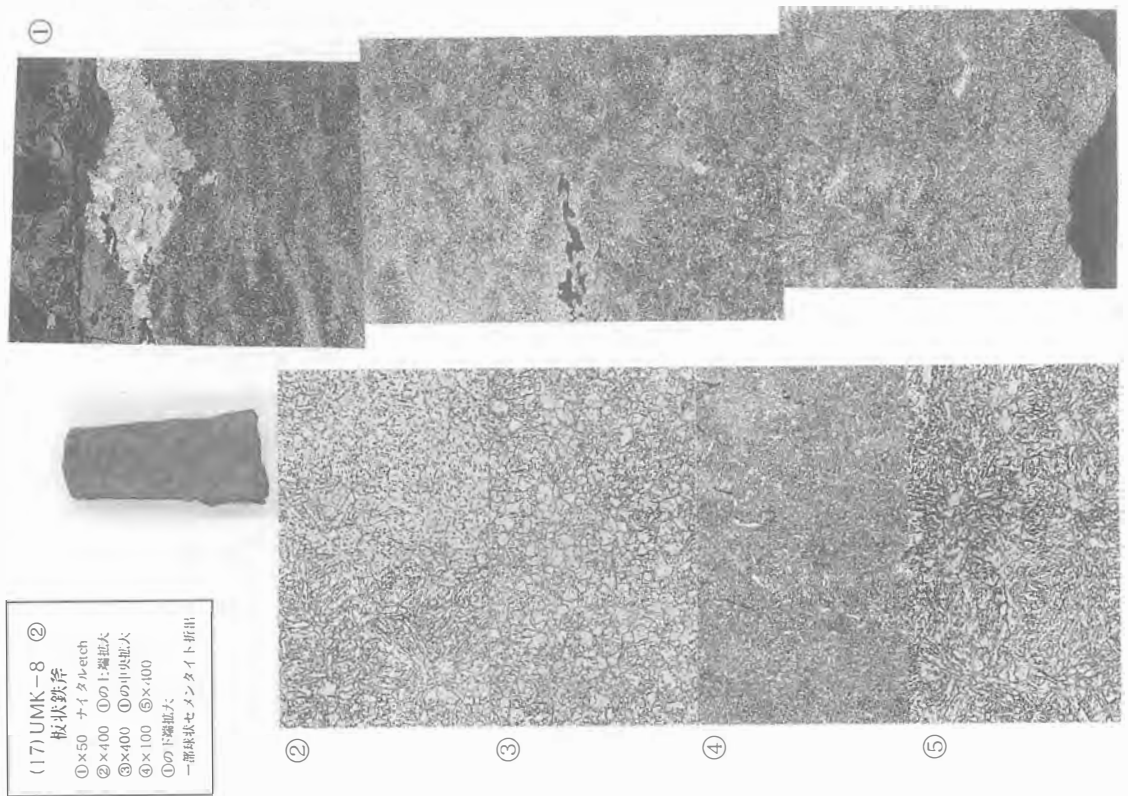 (17) UMK-8 ②
板状鉄斧
①×50 ナイタルetch
②×400 ①の上端拡大
③×400 ①の中央拡大
④×100 ⑤×400
①の下端拡大
一部球状セメンタイト析出
①
②
③
④
⑤